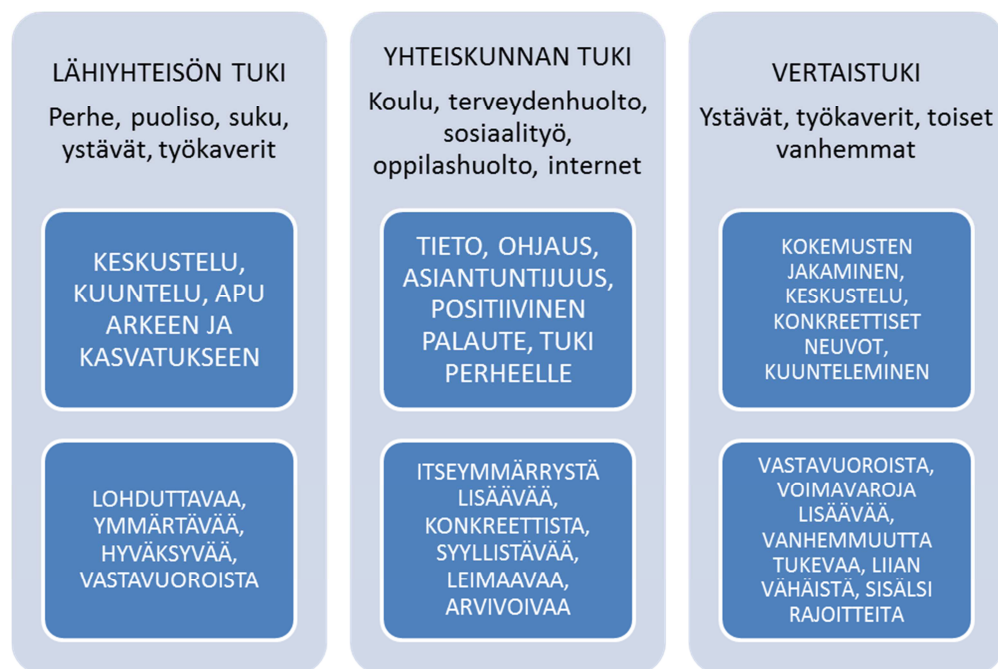 LÄHIYHTEISÖN TUKI
Perhe, puoliso, suku,
ystävät, työkaverit
KESKUSTELU,
KUUNTELU, APU
ARKEEN JA
KASVATUKSEEN
LOHDUTTAVAA,
YMMÄRTÄVÄÄ,
HYVÄKSYVÄÄ,
VASTAVUOROISTA
YHTEISKUNNAN TUKI
Koulu, terveydenhuolto,
sosiaalityö,
oppilashuolto, internet
TIETO, OHJAUS,
ASIANTUNTIJUUS,
POSITIIVINEN
PALAUTE, TUKI
PERHEELLE
ITSEYMMÄRRYSTÄ
LISÄÄVÄÄ,
KONKREETTISTA,
SYYLLISTÄVÄÄ,
LEIMAAVAA,
ARVIVOIVAA
VERTAISTUKI
Ystävät, työkaverit, toiset
vanhemmat
KOKEMUSTEN
JAKAMINEN,
KESKUSTELU,
KONKREETTISET
NEUVOT,
KUUNTELEMINEN
VASTAVUOROISTA,
VOIMAVAROJA
LISÄÄVÄÄ,
VANHEMMUUTTA
TUKEVAA, LIIAN
VÄHÄISTÄ, SISÄLSI
RAJOITTEITA